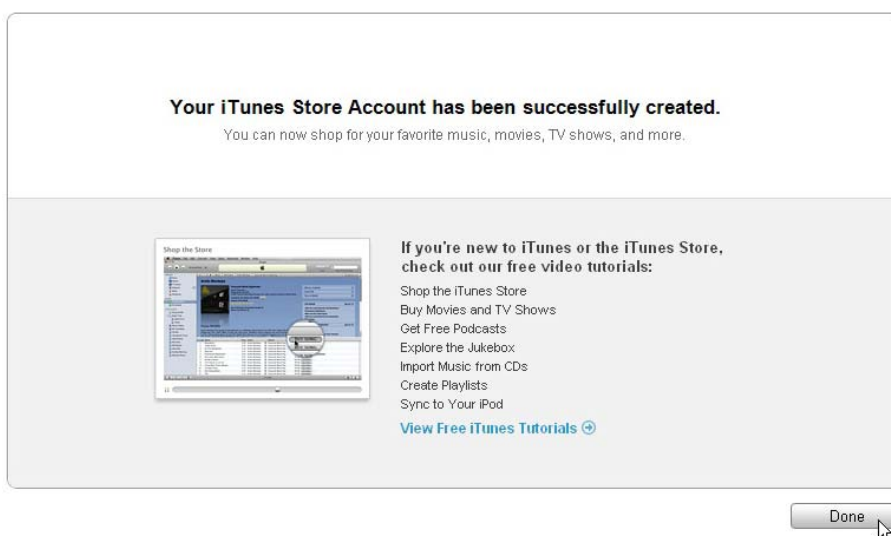 Your iTunes Store Account has been successfully created.
You can now shop for your favorite music, movies, TV shows, and more.
Shop the Store
If you're new to iTunes or the iTunes Store,
check out our free video tutorials:
Shop the iTunes Store
Buy Movies and TV Shows
Get Free Podcasts
Explore the Jukebox
Import Music from CDs
Create Playlists
Sync to Your iPod
View Free iTunes Tutorials
Done